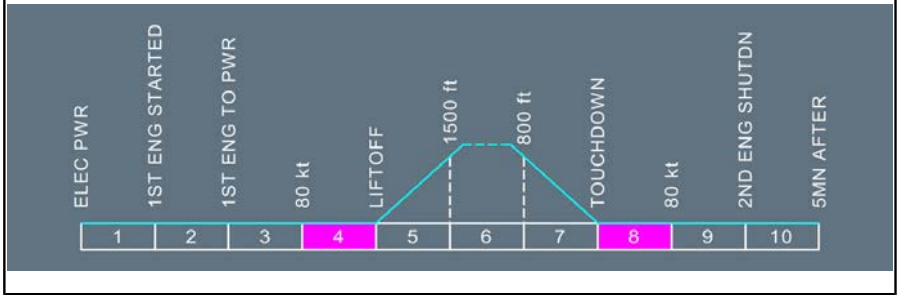 ELEC PWR
1ST ENG STARTED
1ST ENG TO PWR
80 kt
LIFTOFF
1500 ft
800 ft
TOUCHDOWN
80 kt
2ND ENG SHUTDN
5MN AFTER
1 2 3 4 5 6 7 8 9 10